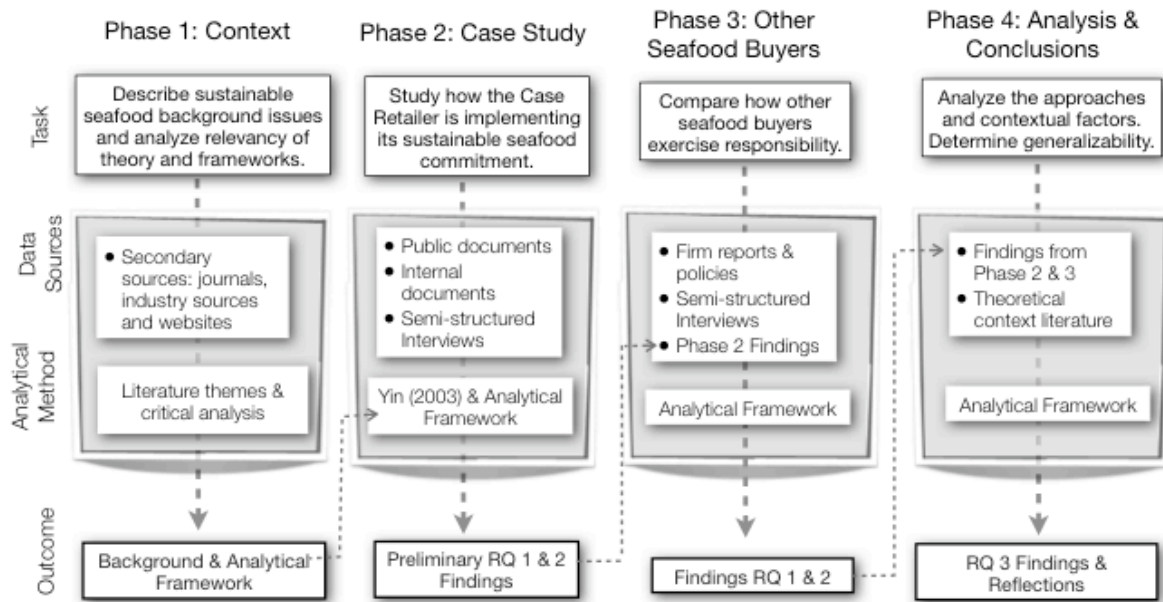 Phase 1: Context
Phase 2: Case Study
Phase 3: Other
Seafood Buyers
Phase 4: Analysis &
Conclusions
Task
Describe sustainable
seafood background issues
and analyze relevancy of
theory and frameworks.
Study how the Case
Retailer is implementing
its sustainable seafood
commitment.
Compare how other
seafood buyers
exercise responsibility.
Analyze the approaches
and contextual factors.
Determine generalizability.
Data
Sources
● Secondary
sources: journals,
industry sources
and websites
● Public documents
● Internal
documents
● Semi-structured
Interviews
● Firm reports &
policies
● Semi-structured
Interviews
● Phase 2 Findings
● Findings from
Phase 2 & 3
● Theoretical
context literature
Analytical
Method
Literature themes &
critical analysis
Yin (2003) & Analytical
Framework
Analytical Framework
Analytical Framework
Outcome
Background & Analytical
Framework
Preliminary RQ 1 & 2
Findings
Findings RQ 1 & 2
RQ 3 Findings &
Reflections